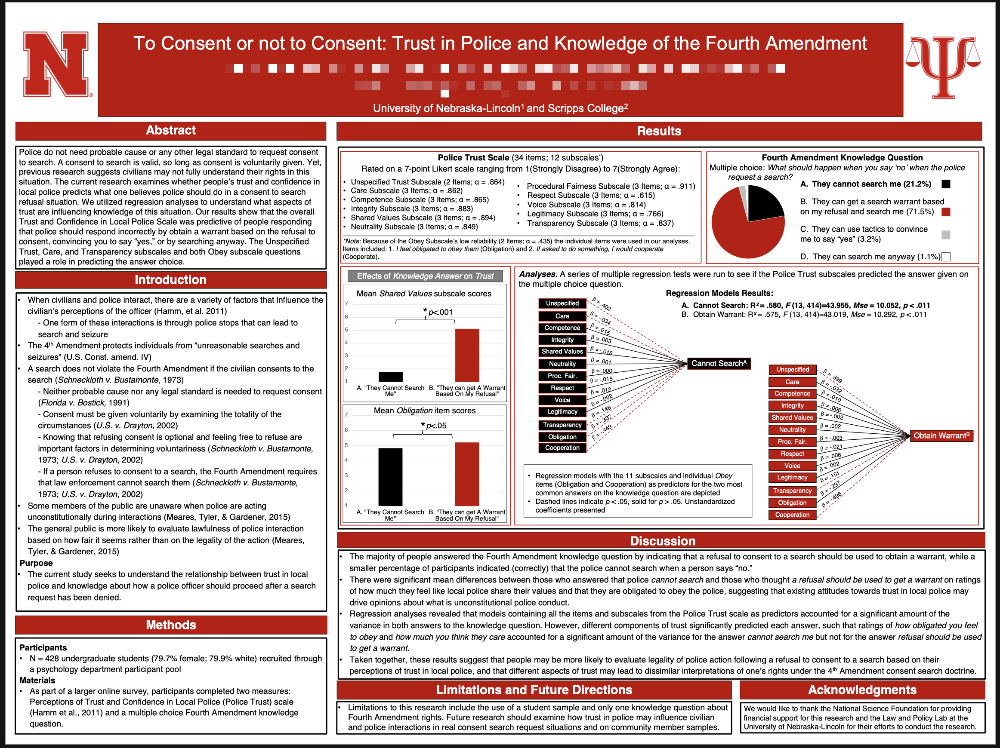 N®
To Consent or not to Consent: Trust in Police and Knowledge of the Fourth Amendment
University of Nebraska-Lincoln¹ and Scripps College²
Abstract
Police do not need probable cause or any other legal standard to request consent
to search. A consent to search is valid, so long as consent is voluntarily given. Yet,
previous research suggests civilians may not fully understand their rights in this
situation. The current research examines whether people's trust and confidence in
local police predicts what one believes police should do in a consent to search
refusal situation. We utilized regression analyses to understand what aspects of
trust are influencing knowledge of this situation. Our results show that the overall
Trust and Confidence in Local Police Scale was predictive of people responding
that police should respond incorrectly by obtain a warrant based on the refusal to
consent, convincing you to say “yes,” or by searching anyway. The Unspecified
Trust, Care, and Transparency subscales and both Obey subscale questions
played a role in predicting the answer choice.
Introduction
• When civilians and police interact, there are a variety of factors that influence the
civilian's perceptions of the officer (Hamm, et al. 2011)
- One form of these interactions is through police stops that can lead to
search and seizure
• The 4th Amendment protects individuals from “unreasonable searches and
seizures” (U.S. Const. amend. IV)
• A search does not violate the Fourth Amendment if the civilian consents to the
search (Schneckloth v. Bustamonte, 1973)
- Neither probable cause nor any legal standard is needed to request consent
(Florida v. Bostick, 1991)
- Consent must be given voluntarily by examining the totality of the
circumstances (U.S. v. Drayton, 2002)
- Knowing that refusing consent is optional and feeling free to refuse are
important factors in determining voluntariness (Schneckloth v. Bustamonte,
1973; U.S. v. Drayton, 2002)
- If a person refuses to consent to a search, the Fourth Amendment requires
that law enforcement cannot search them (Schneckloth v. Bustamonte,
1973; U.S. v. Drayton, 2002)
• Some members of the public are unaware when police are acting
unconstitutionally during interactions (Meares, Tyler, & Gardener, 2015)
• The general public is more likely to evaluate lawfulness of police interaction
based on how fair it seems rather than on the legality of the action (Meares,
Tyler, & Gardener, 2015)
Purpose
• The current study seeks to understand the relationship between trust in local
police and knowledge about how a police officer should proceed after a search
request has been denied.
Methods
Participants
• N = 428 undergraduate students (79.7% female; 79.9% white) recruited through
a psychology department participant pool
Materials
• As part of a larger online survey, participants completed two measures:
Perceptions of Trust and Confidence in Local Police (Police Trust) scale
(Hamm et al., 2011) and a multiple choice Fourth Amendment knowledge
question.
Results
Police Trust Scale (34 items; 12 subscales*)
Rated on a 7-point Likert scale ranging from 1(Strongly Disagree) to 7(Strongly Agree):
• Unspecified Trust Subscale (2 Items; α = .864)
• Care Subscale (3 Items; α = .862)
• Competence Subscale (3 Items; α = .865)
• Integrity Subscale (3 Items; α = .883)
• Shared Values Subscale (3 Items; α = .894)
• Neutrality Subscale (3 Items; α = .849)
• Procedural Fairness Subscale (3 Items; α = .911)
• Respect Subscale (3 Items; α = .615)
• Voice Subscale (3 Items; α = .814)
• Legitimacy Subscale (3 Items; α = .766)
• Transparency Subscale (3 Items; α = .837)
*Note: Because of the Obey Subscale's low reliability (2 Items; α = .435) the individual items were used in our analyses.
Items included: 1. I feel obligated to obey them (Obligation) and 2. If asked to do something, I would cooperate
(Cooperate).
Fourth Amendment Knowledge Question
Multiple choice: What should happen when you say ‘no’ when the police
request a search?
A. They cannot search me (21.2%)
B. They can get a search warrant based
on my refusal and search me (71.5%)
C. They can use tactics to convince
me to say “yes” (3.2%)
D. They can search me anyway (1.1%)
Effects of Knowledge Answer on Trust
Mean Shared Values subscale scores
7
* p<.001
6
5
4
3
2
1
A. "They Cannot Search
Me"
B. "They can get A Warrant
Based On My Refusal"
Mean Obligation item scores
7
* p<.05
6
5
4
3
2
1
A. "They Cannot Search
Me"
B. "They can get A Warrant
Based On My Refusal"
Analyses. A series of multiple regression tests were run to see if the Police Trust subscales predicted the answer given on
the multiple choice question.
Regression Models Results:
A. Cannot Search: R² = .580, F (13, 414)=43.955, Mse = 10.052, p < .011
B. Obtain Warrant: R² = .575, F (13, 414)=43.019, Mse = 10.292, p < .011
Unspecified β = .402
Care β = -.034
Competence β = .015
Integrity β = .003
Shared Values β = -.016
Neutrality β = .001
Proc. Fair. β = .000
Respect β = -.015
Voice β = .012
Legitimacy β = -.002
Transparency β = .146
Obligation β = -.337
Cooperation β = -.449
Cannot Searchᴬ
Unspecified β = .399
Care β = -.032
Competence β = .010
Integrity β = .006
Shared Values β = -.002
Neutrality β = .002
Proc. Fair. β = -.003
Respect β = -.021
Voice β = .008
Legitimacy β = .002
Transparency β = .151
Obligation β = -.237
Cooperation β = -.496
Obtain Warrantᴮ
• Regression models with the 11 subscales and individual Obey
items (Obligation and Cooperation) as predictors for the two most
common answers on the knowledge question are depicted
• Dashed lines indicate p < .05, solid for p > .05. Unstandardized
coefficients presented
Discussion
• The majority of people answered the Fourth Amendment knowledge question by indicating that a refusal to consent to a search should be used to obtain a warrant, while a
smaller percentage of participants indicated (correctly) that the police cannot search when a person says “no.”
• There were significant mean differences between those who answered that police cannot search and those who thought a refusal should be used to get a warrant on ratings
of how much they feel like local police share their values and that they are obligated to obey the police, suggesting that existing attitudes towards trust in local police may
drive opinions about what is unconstitutional police conduct.
• Regression analyses revealed that models containing all the items and subscales from the Police Trust scale as predictors accounted for a significant amount of the
variance in both answers to the knowledge question. However, different components of trust significantly predicted each answer, such that ratings of how obligated you feel
to obey and how much you think they care accounted for a significant amount of the variance for the answer cannot search me but not for the answer refusal should be used
to get a warrant.
• Taken together, these results suggest that people may be more likely to evaluate legality of police action following a refusal to consent to a search based on their
perceptions of trust in local police, and that different aspects of trust may lead to dissimilar interpretations of one's rights under the 4th Amendment consent search doctrine.
Limitations and Future Directions
• Limitations to this research include the use of a student sample and only one knowledge question about
Fourth Amendment rights. Future research should examine how trust in police may influence civilian
and police interactions in real consent search request situations and on community member samples.
Acknowledgments
We would like to thank the National Science Foundation for providing
financial support for this research and the Law and Policy Lab at the
University of Nebraska-Lincoln for their efforts to conduct the research.